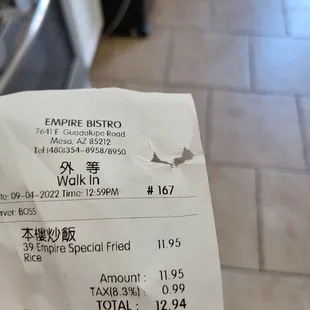 EMPIRE BISTRO
7641 E. Guadalupe Road
Mesa, AZ 85212
Tel:(480)354-8958/8950
外 等
Walk In
# 167
ate: 09-04-2022 Time: 12:59PM
erver: BOSS
本樓炒飯
39 Empire Special Fried 11.95
Rice
Amount : 11.95
TAX(8.3%) : 0.99
TOTAL : 12.94